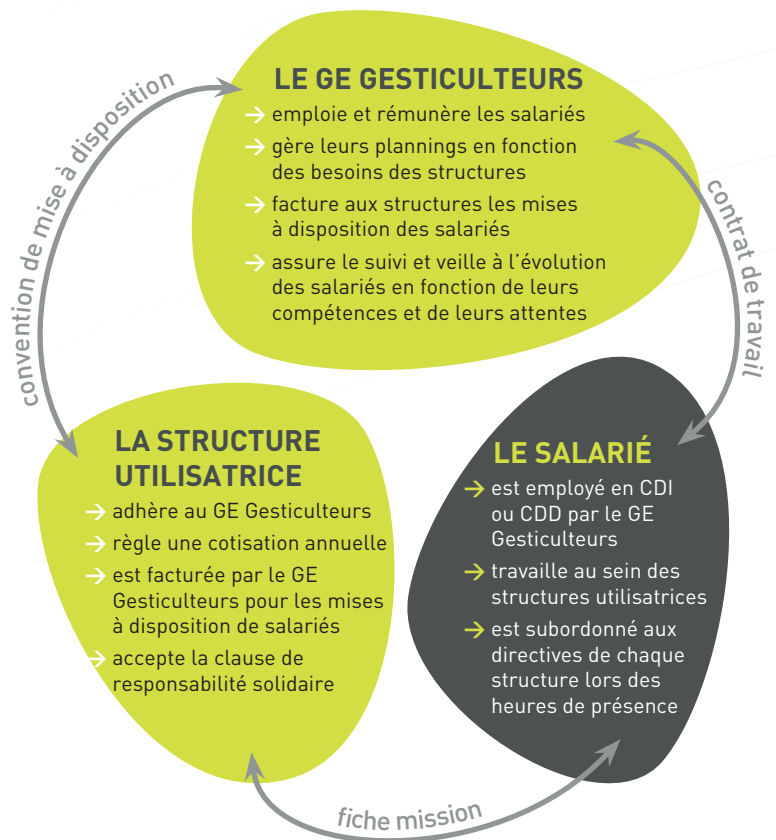 LE GE GESTICULTEURS
→ emploie et rémunère les salariés
→ gère leurs plannings en fonction
des besoins des structures
→ facture aux structures les mises
à disposition des salariés
→ assure le suivi et veille à l'évolution
des salariés en fonction de leurs
compétences et de leurs attentes
convention de mise à disposition
contrat de travail
LA STRUCTURE
UTILISATRICE
→ adhère au GE Gesticulteurs
→ règle une cotisation annuelle
→ est facturée par le GE
Gesticulteurs pour les mises
à disposition de salariés
→ accepte la clause de
responsabilité solidaire
LE SALARIÉ
→ est employé en CDI
ou CDD par le GE
Gesticulteurs
→ travaille au sein des
structures utilisatrices
→ est subordonné aux
directives de chaque
structure lors des
heures de présence
fiche mission